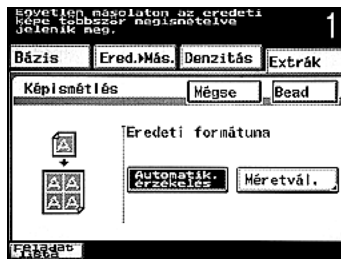 Egyetlen másolaton az eredeti
képe többször megismételve
jelenik meg.
1
Bázis
Ered.›Más.
Denzitás
Extrák
Képismétlés
Mégse
Bead
Eredeti formátuma
Automatik.
érzékelés
Méretvál.
A
A A
A A
Feladat
lista